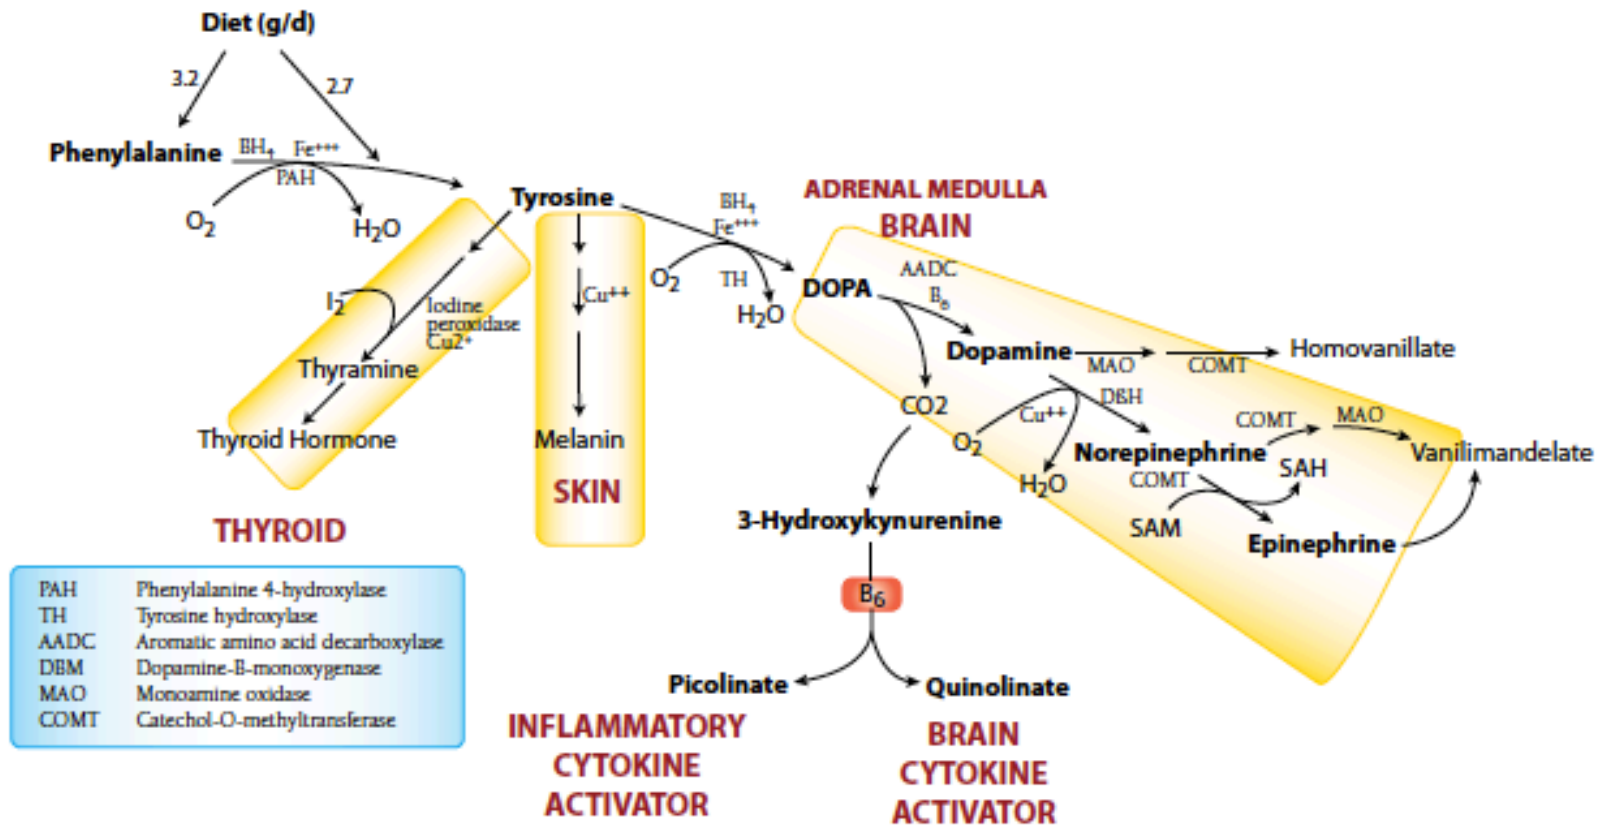 Diet (g/d)
3.2
2.7
Phenylalanine
BH₄ Fe+++
PAH
O₂
H₂O
Tyrosine
BH₄
Fe+++
O₂
TH
H₂O
I₂
Iodine
peroxidase
Cu2+
Thyramine
Thyroid Hormone
THYROID
Cu++
Melanin
SKIN
ADRENAL MEDULLA
BRAIN
DOPA
AADC
B₆
Dopamine
MAO
COMT
Homovanillate
CO2
DBH
Cu++
O₂
H₂O
Norepinephrine
COMT
MAO
Vanilimandelate
COMT
SAH
SAM
Epinephrine
3-Hydroxykynurenine
B₆
Picolinate
Quinolinate
INFLAMMATORY
CYTOKINE
ACTIVATOR
BRAIN
CYTOKINE
ACTIVATOR
PAH Phenylalanine 4-hydroxylase
TH Tyrosine hydroxylase
AADC Aromatic amino acid decarboxylase
DBM Dopamine-B-monoxygenase
MAO Monoamine oxidase
COMT Catechol-O-methyltransferase